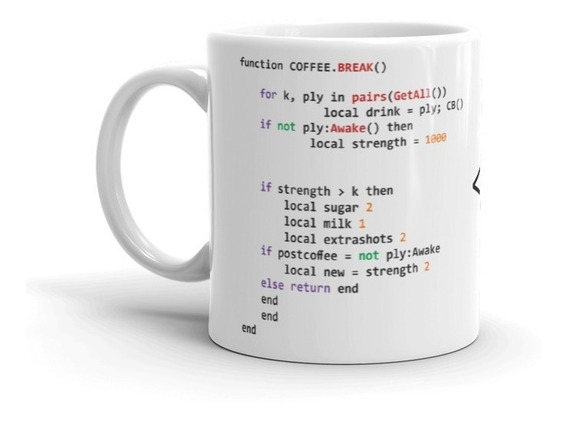 function COFFEE.BREAK()
for k, ply in pairs(GetAll())
local drink = ply; CB()
if not ply:Awake() then
local strength = 1000
if strength > k then
local sugar 2
local milk 1
local extrashots 2
if postcoffee = not ply:Awake
local new = strength 2
else return end
end
end
end